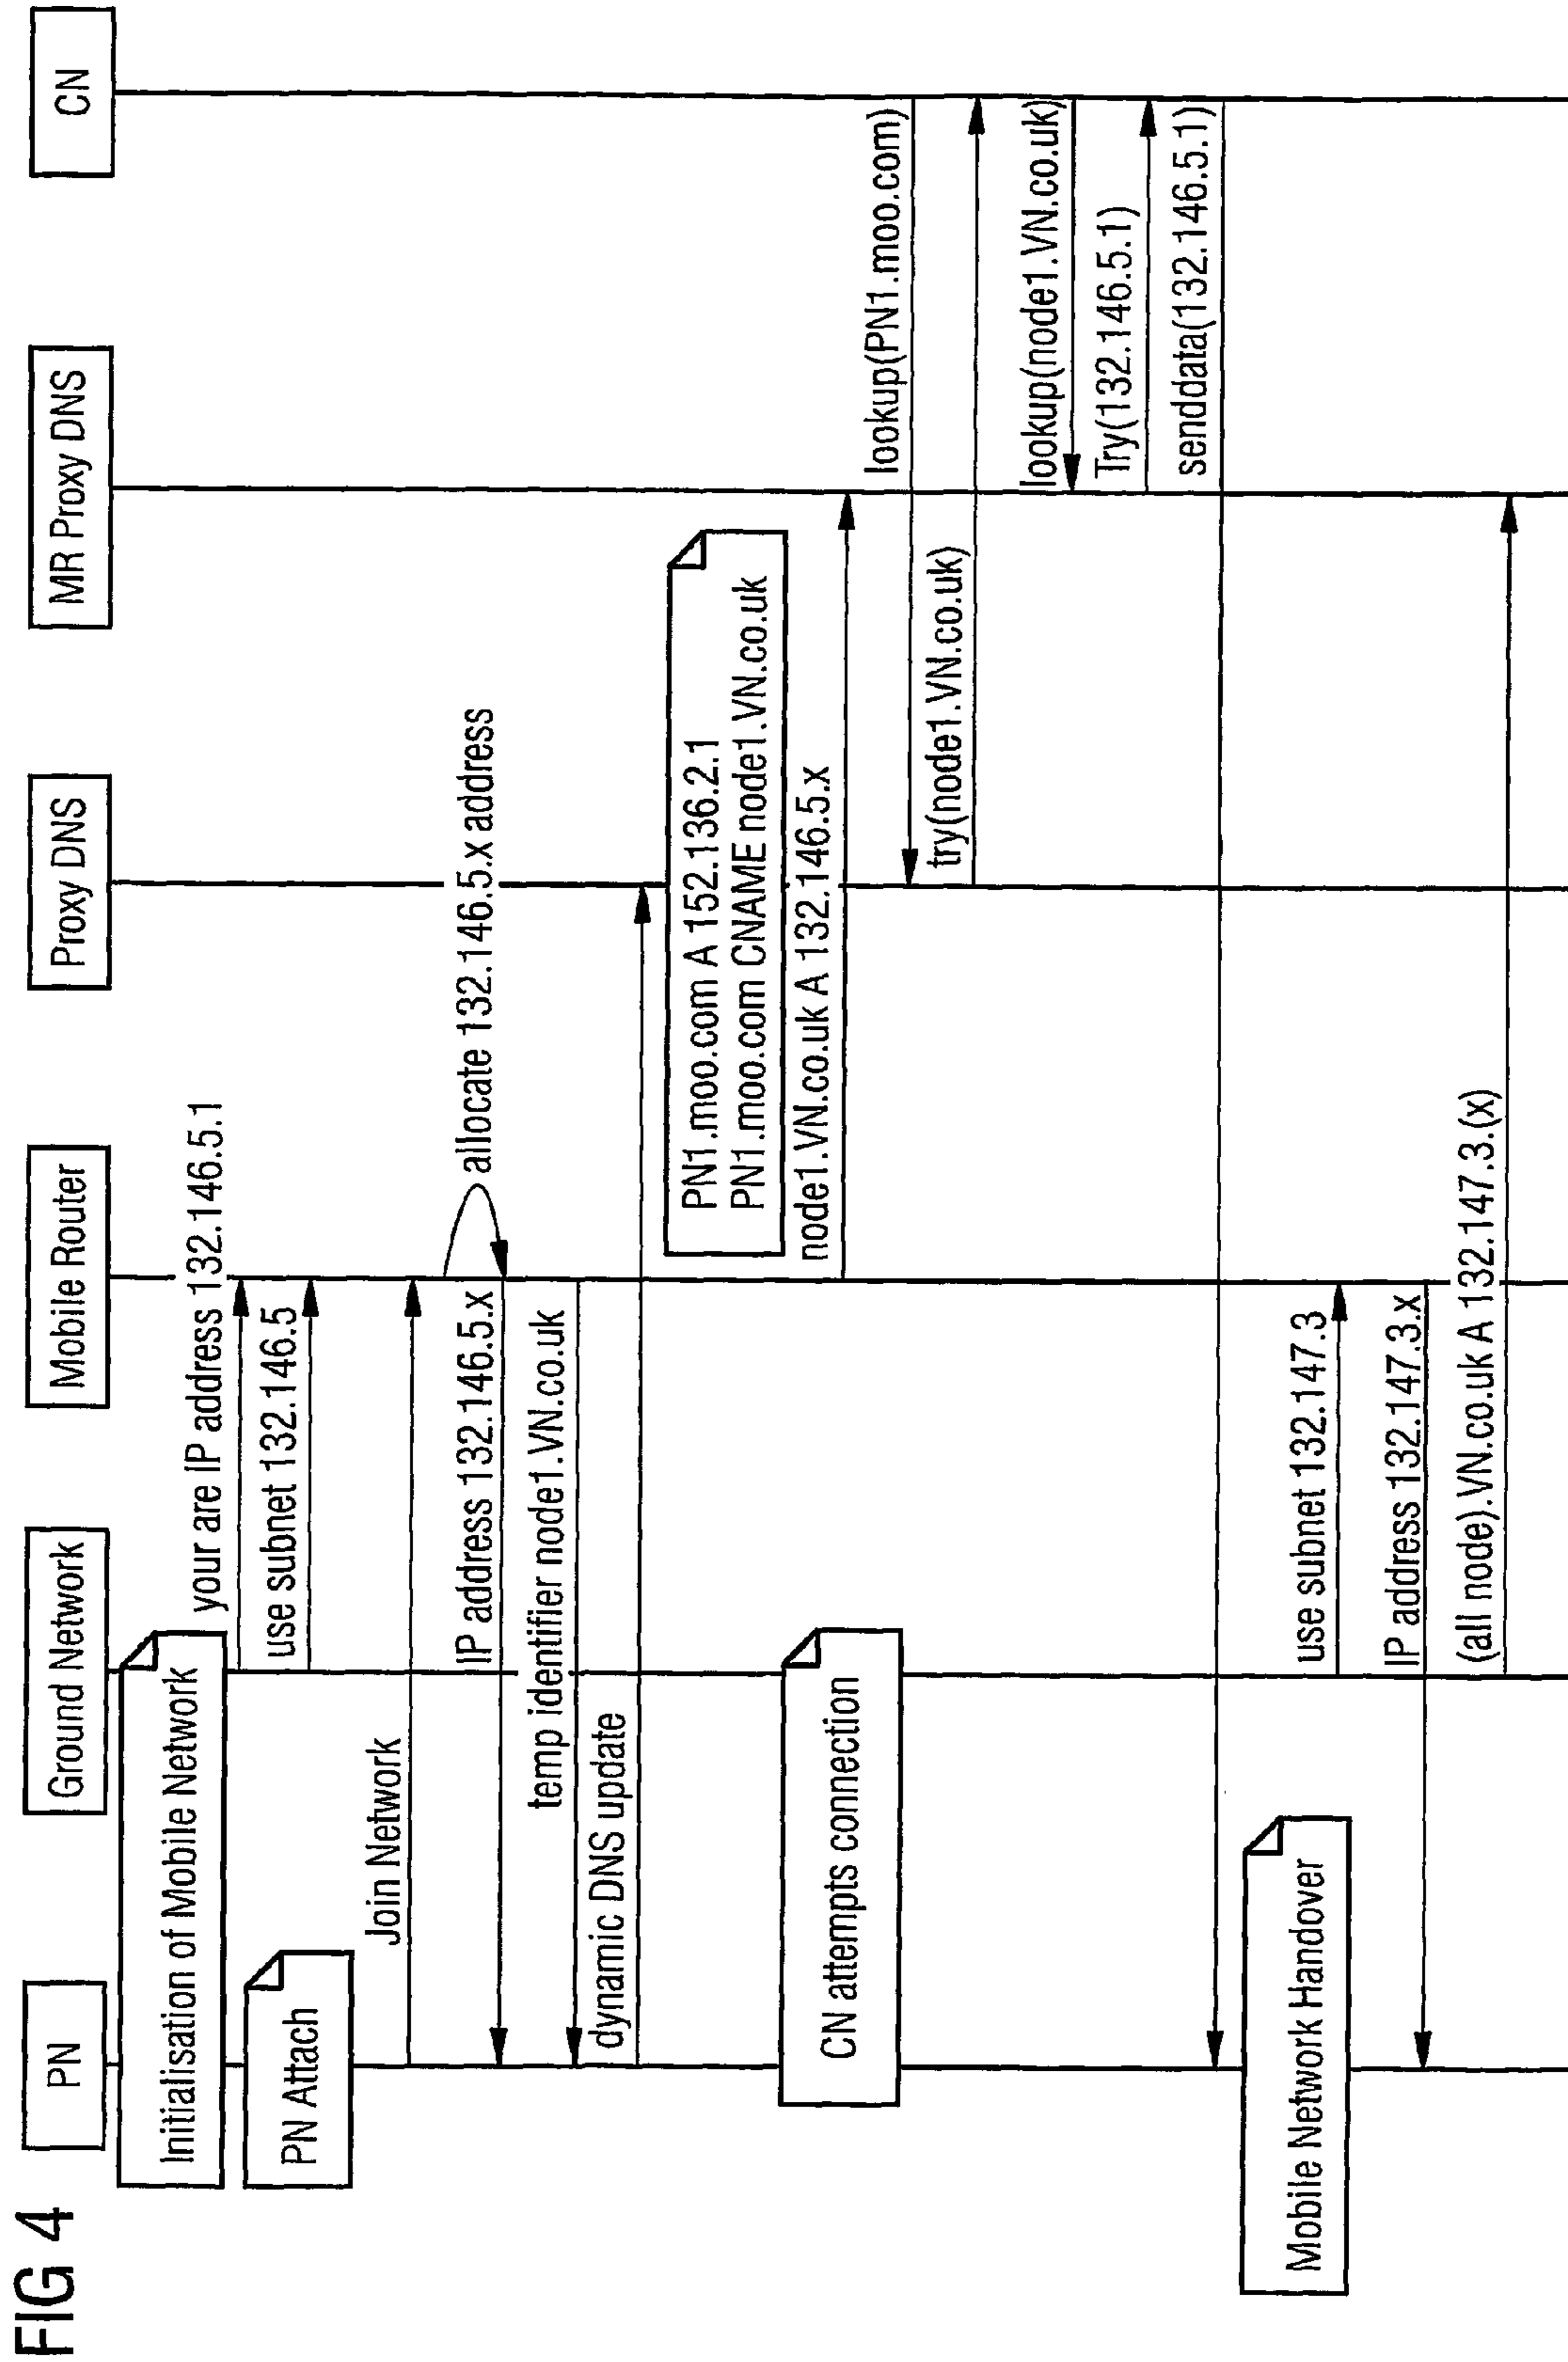 FIG 4
PN
Ground Network
Mobile Router
Proxy DNS
MR Proxy DNS
CN
Initialisation of Mobile Network
your are IP address 132.146.5.1
use subnet 132.146.5
PN Attach
Join Network
allocate 132.146.5.x address
IP address 132.146.5.x
temp identifier node1.VN.co.uk
dynamic DNS update
PN1.moo.com A 152.136.2.1
PN1.moo.com CNAME node1.VN.co.uk
node1.VN.co.uk A 132.146.5.x
CN attempts connection
lookup(PN1.moo.com)
try(node1.VN.co.uk)
lookup(node1.VN.co.uk)
Try(132.146.5.1)
senddata(132.146.5.1)
Mobile Network Handover
use subnet 132.147.3
IP address 132.147.3.x
(all node).VN.co.uk A 132.147.3.(x)